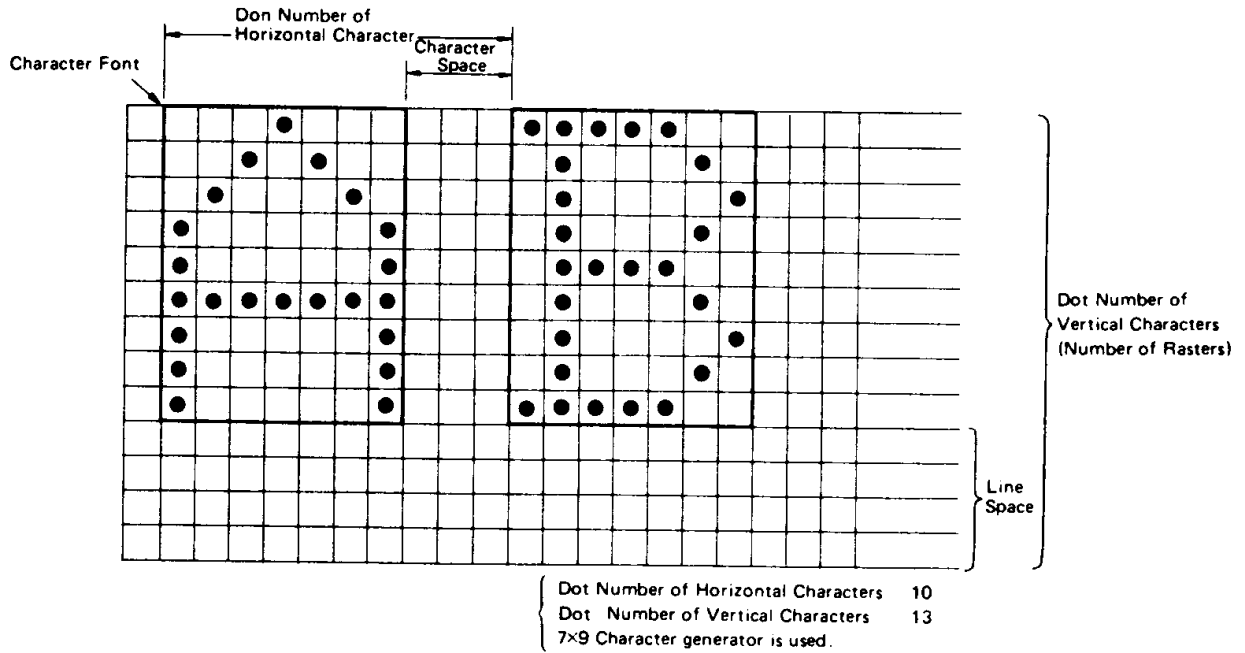 Don Number of
Horizontal Character
Character
Space
Character Font
Dot Number of
Vertical Characters
(Number of Rasters)
Line
Space
Dot Number of Horizontal Characters 10
Dot Number of Vertical Characters 13
7×9 Character generator is used.